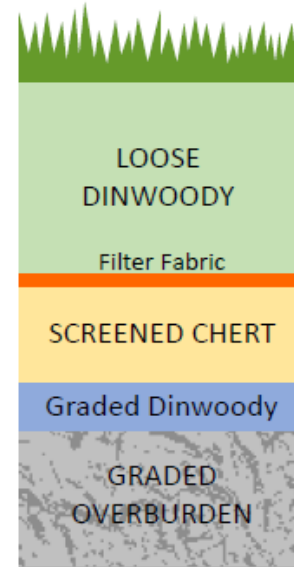 LOOSE
DINWOODY
Filter Fabric
SCREENED CHERT
Graded Dinwoody
GRADED
OVERBURDEN